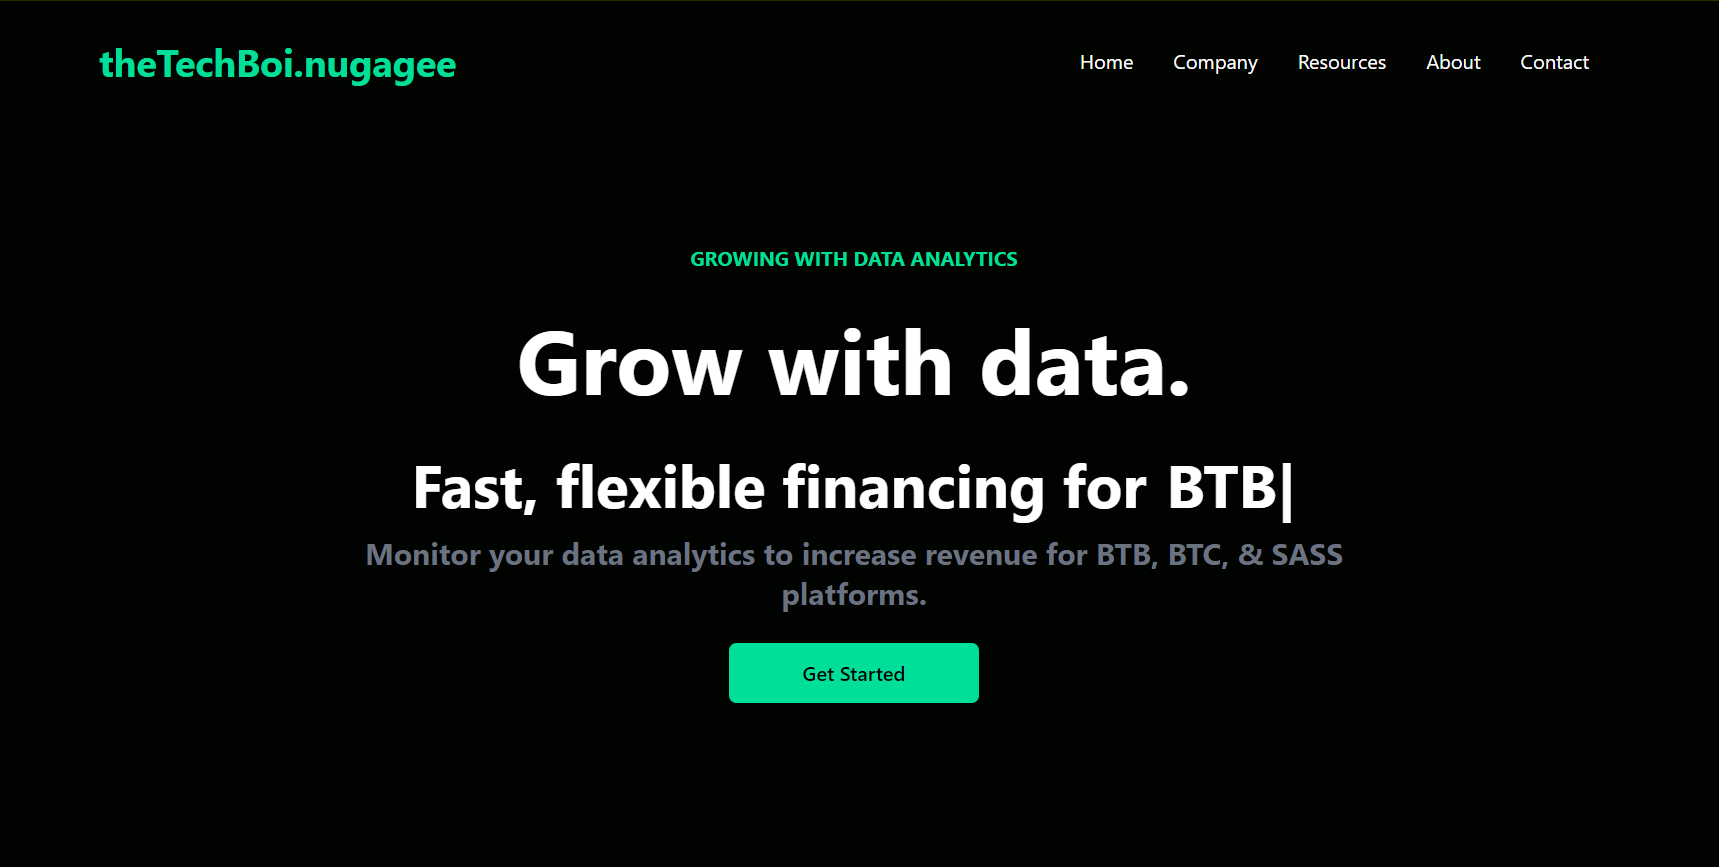 theTechBoi.nugagee
Home Company Resources About Contact
GROWING WITH DATA ANALYTICS
Grow with data.
Fast, flexible financing for BTB|
Monitor your data analytics to increase revenue for BTB, BTC, & SASS
platforms.
Get Started